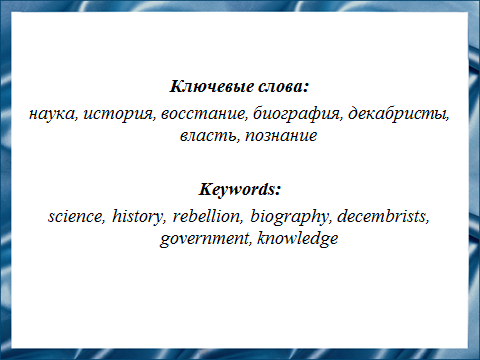 Ключевые слова:
наука, история, восстание, биография, декабристы,
власть, познание
Keywords:
science, history, rebellion, biography, decembrists,
government, knowledge